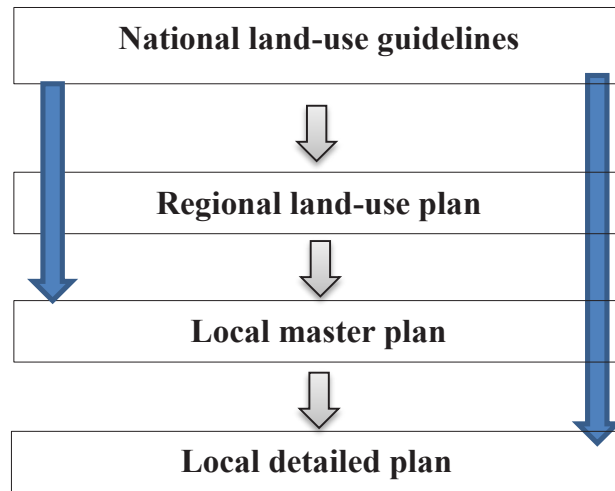 National land-use guidelines
Regional land-use plan
Local master plan
Local detailed plan